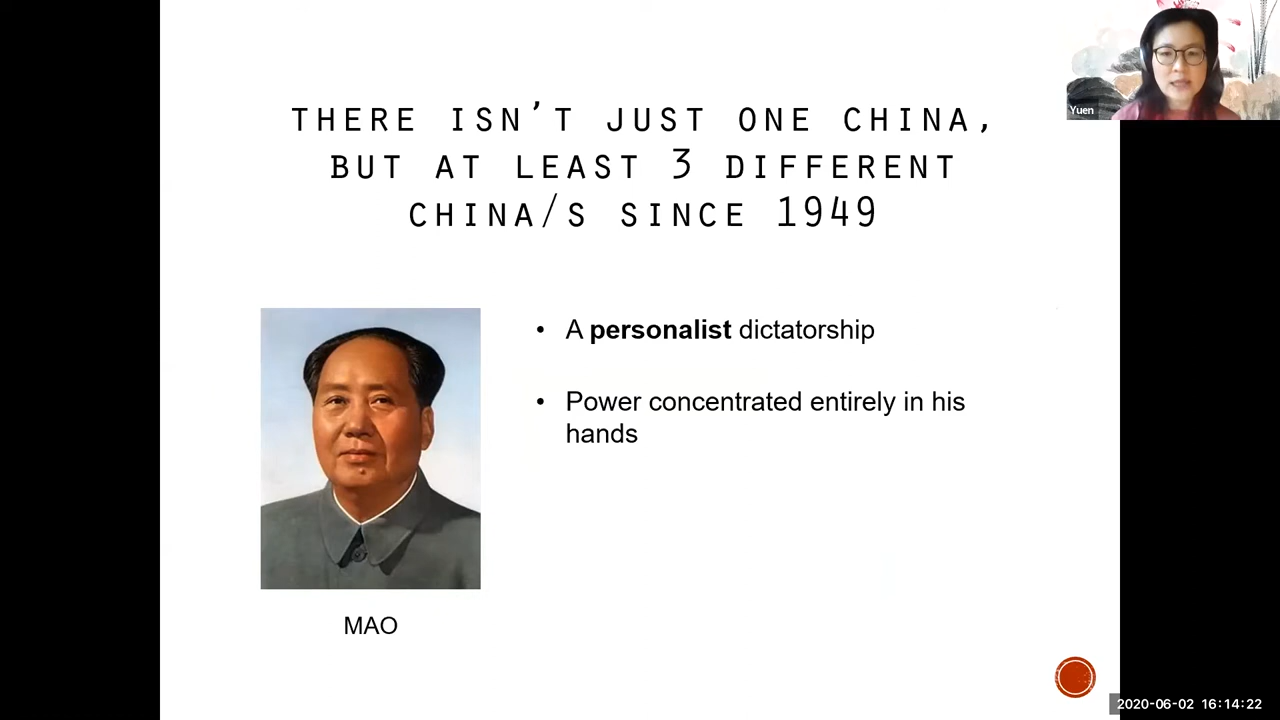 Yuen
THERE ISN’T JUST ONE CHINA,
BUT AT LEAST 3 DIFFERENT
CHINA/S SINCE 1949
• A personalist dictatorship
• Power concentrated entirely in his
hands
MAO
2020-06-02 16:14:22